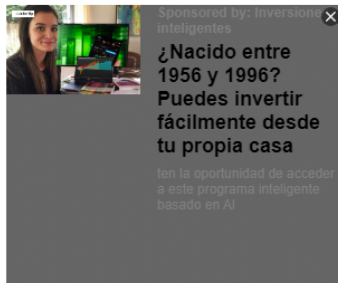 Sponsored by: Inversiones
inteligentes
¿Nacido entre
1956 y 1996?
Puedes invertir
fácilmente desde
tu propia casa
ten la oportunidad de acceder
a este programa inteligente
basado en AI